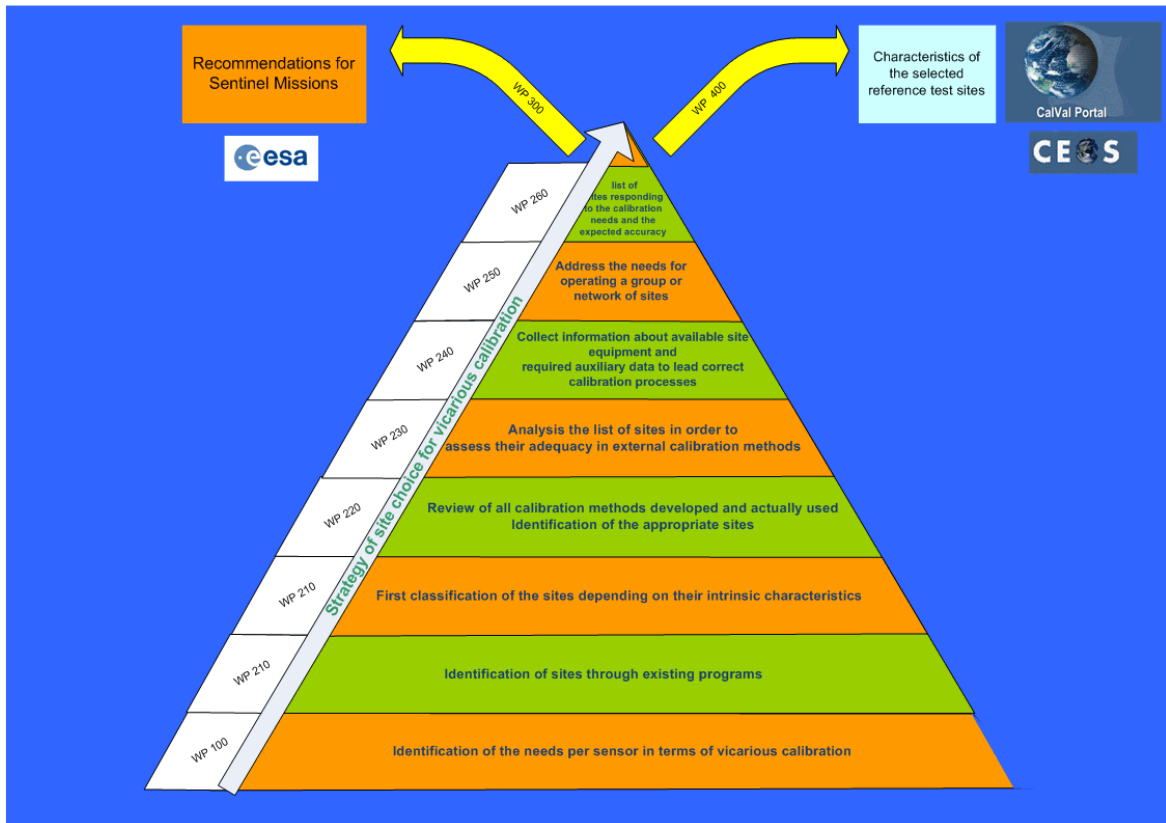 Recommendations for
Sentinel Missions
esa
WP 300
WP 400
Characteristics of
the selected
reference test sites
CalVal Portal
CEOS
WP 260
list of
sites responding
to the calibration
needs and the
expected accuracy
WP 250
Address the needs for
operating a group or
network of sites
WP 240
Collect information about available site
equipment and
required auxiliary data to lead correct
calibration processes
WP 230
Analysis the list of sites in order to
assess their adequacy in external calibration methods
WP 220
Review of all calibration methods developed and actually used
Identification of the appropriate sites
WP 210
First classification of the sites depending on their intrinsic characteristics
WP 210
Identification of sites through existing programs
WP 100
Identification of the needs per sensor in terms of vicarious calibration
Strategy of site choice for vicarious calibration